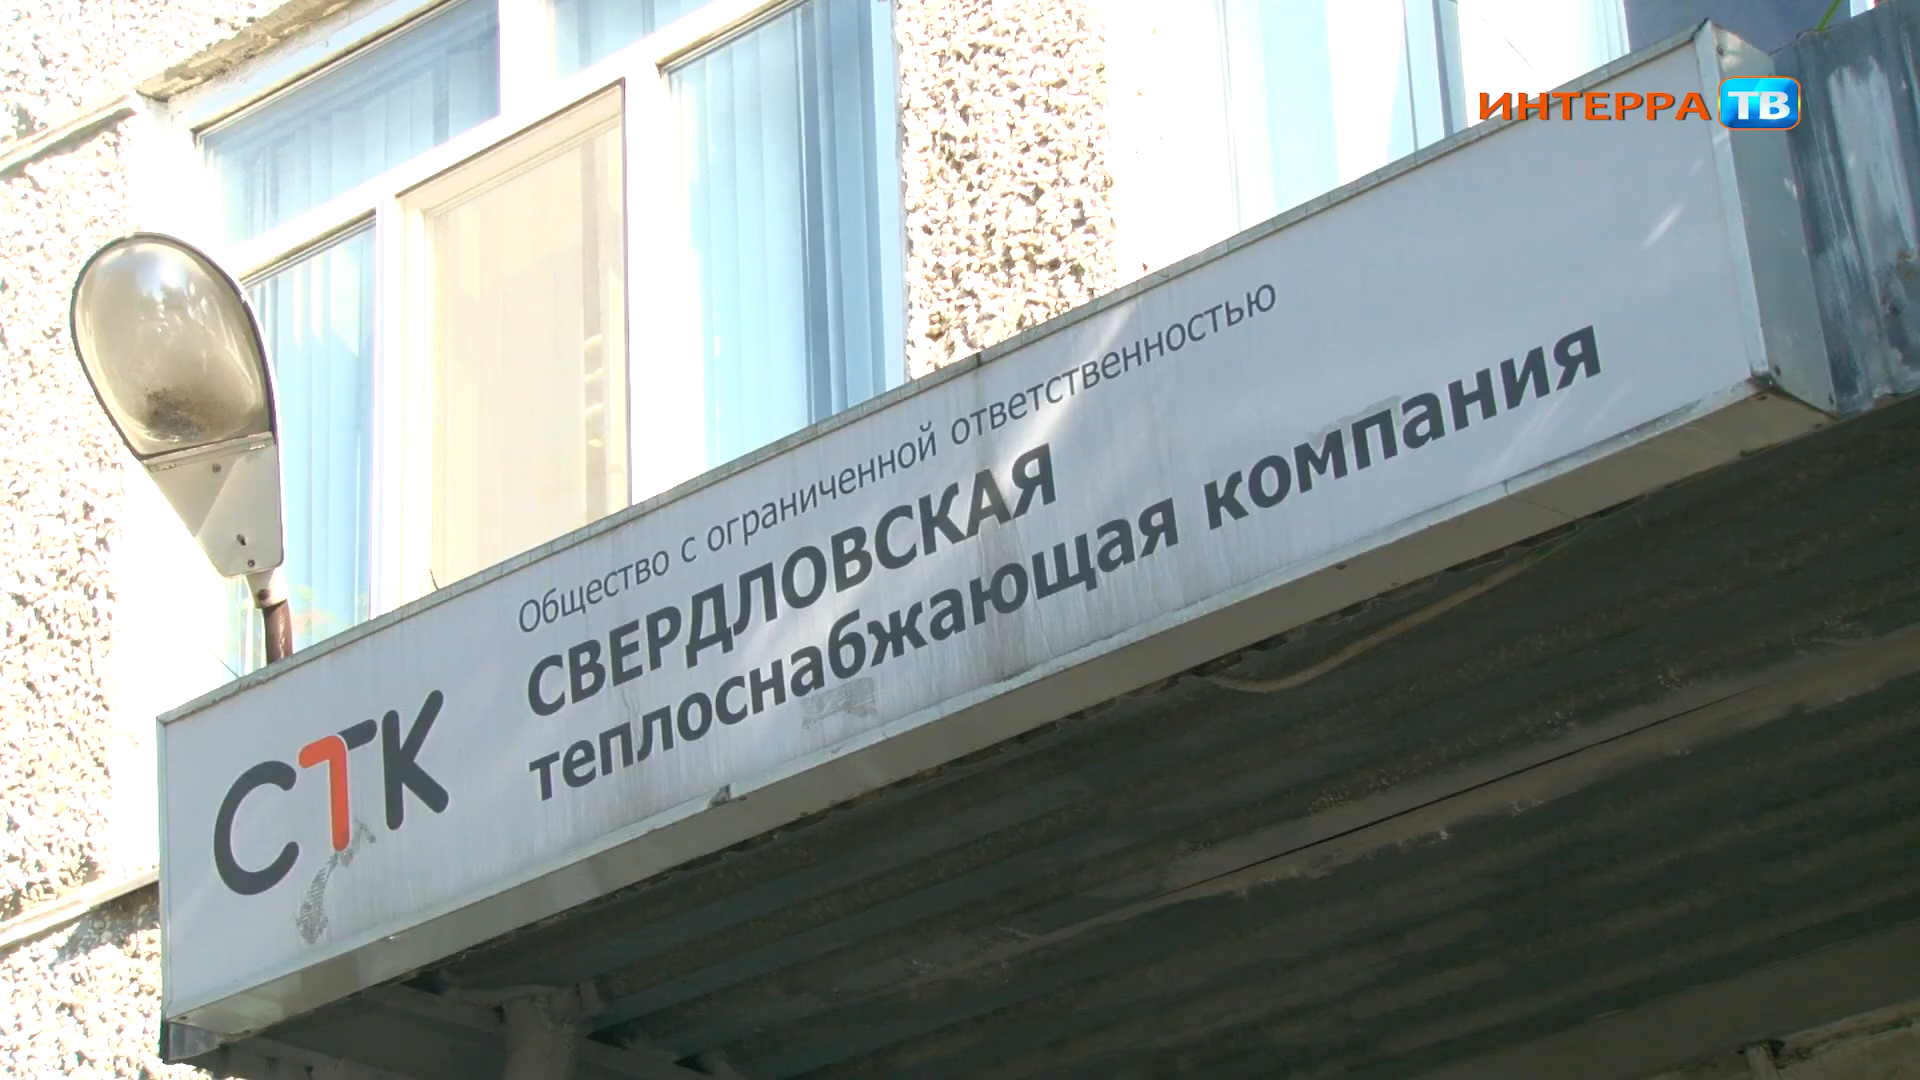 ИНТЕРРА ТВ
Общество с ограниченной ответственностью
СВЕРДЛОВСКАЯ
теплоснабжающая компания
СТК